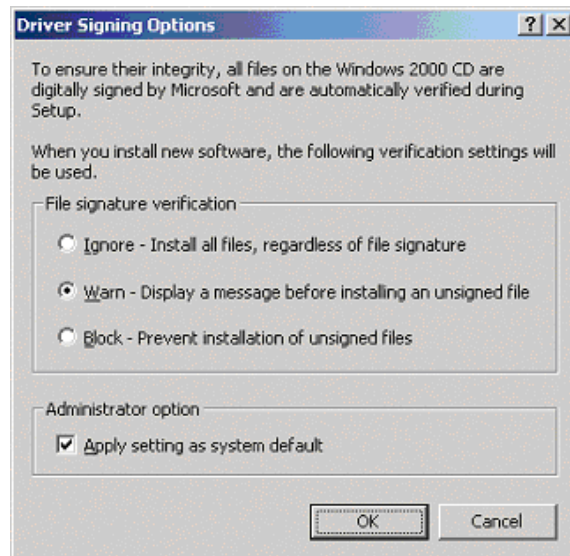 Driver Signing Options
To ensure their integrity, all files on the Windows 2000 CD are
digitally signed by Microsoft and are automatically verified during
Setup.
When you install new software, the following verification settings will
be used.
File signature verification
Ignore - Install all files, regardless of file signature
Warn - Display a message before installing an unsigned file
Block - Prevent installation of unsigned files
Administrator option
Apply setting as system default
OK Cancel